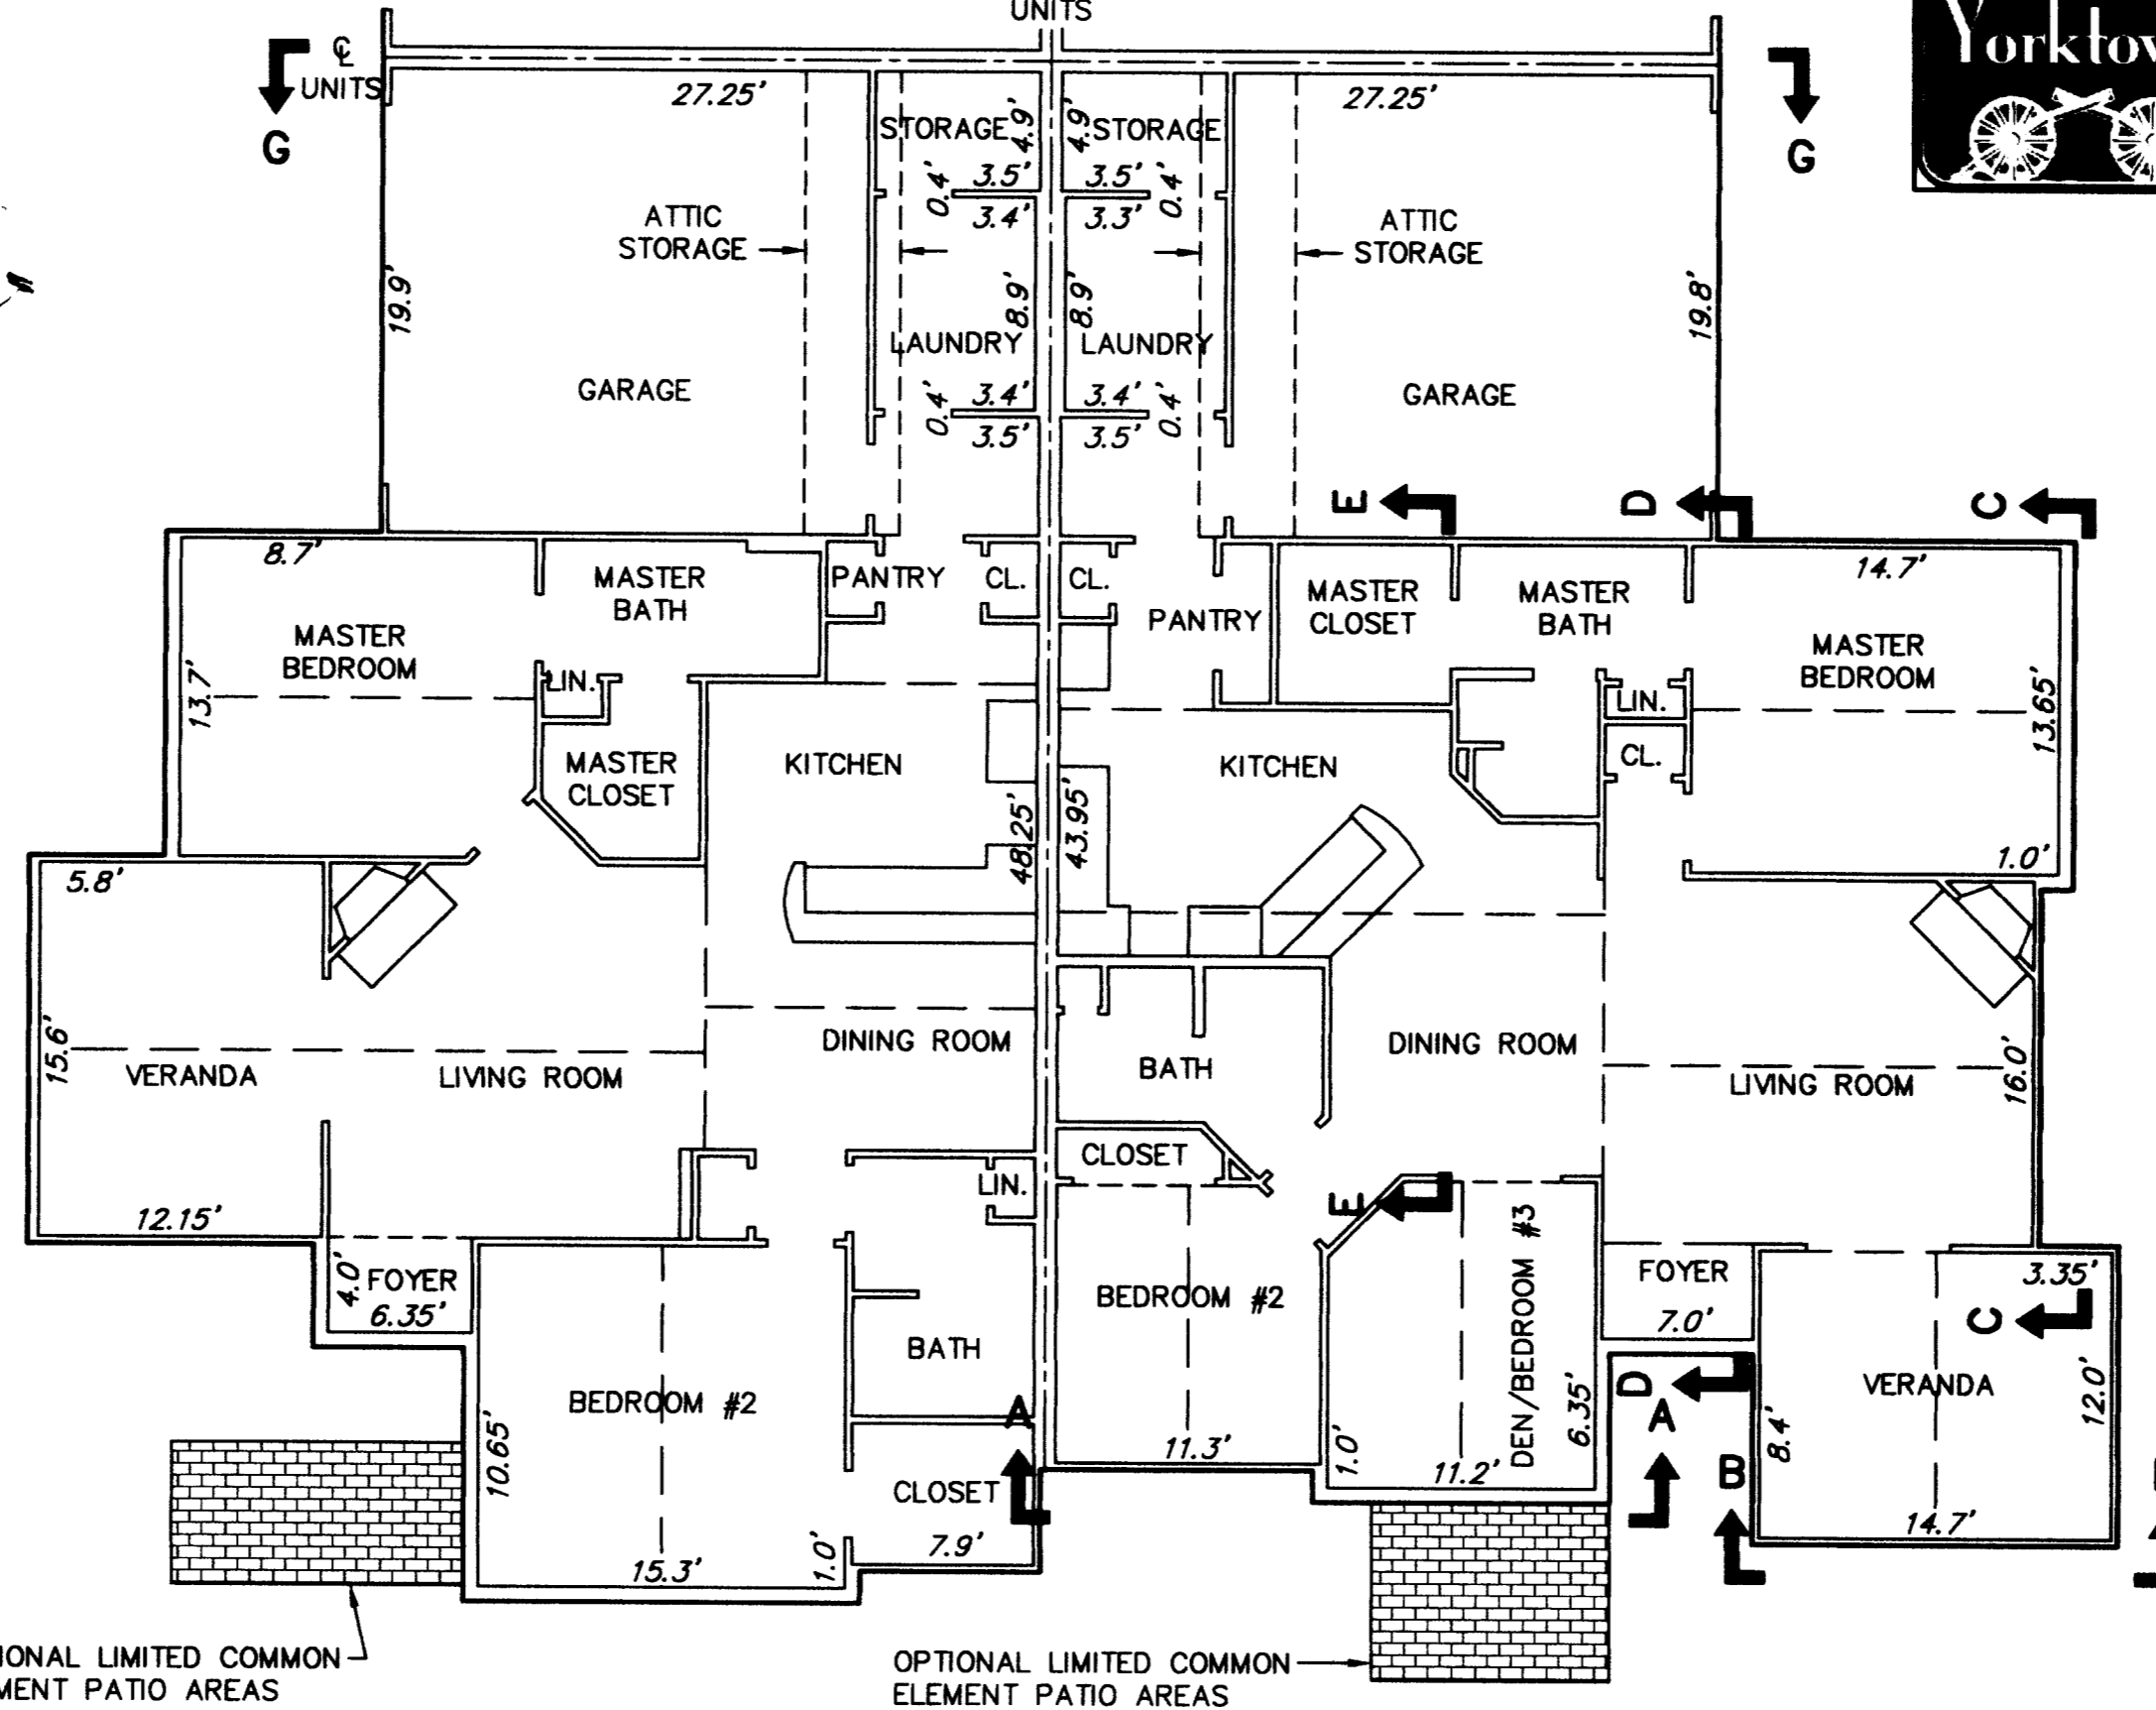 UNITS
℄
UNITS
G
27.25'
STORAGE
4.9'
4.9'
STORAGE
27.25'
G
3.5'
0.4'
3.4'
3.5'
0.4'
3.3'
ATTIC
STORAGE
ATTIC
STORAGE
19.9'
8.9'
8.9'
19.8'
LAUNDRY
LAUNDRY
GARAGE
GARAGE
0.4'
3.4'
3.5'
3.4'
0.4'
3.5'
E
D
C
8.7'
MASTER
BATH
PANTRY
CL.
CL.
PANTRY
MASTER
CLOSET
MASTER
BATH
14.7'
MASTER
BEDROOM
MASTER
BEDROOM
13.7'
LIN.
LIN.
13.65'
MASTER
CLOSET
KITCHEN
KITCHEN
CL.
48.25'
43.95'
5.8'
1.0'
15.6'
VERANDA
LIVING ROOM
DINING ROOM
BATH
DINING ROOM
LIVING ROOM
16.0'
CLOSET
LIN.
E
12.15'
4.0'
FOYER
6.35'
BEDROOM #2
DEN/BEDROOM #3
FOYER
7.0'
3.35'
C
BATH
BEDROOM #2
A
D
A
VERANDA
12.0'
6.35'
8.4'
10.65'
11.3'
1.0'
11.2'
B
CLOSET
14.7'
15.3'
1.0'
7.9'
IONAL LIMITED COMMON
MENT PATIO AREAS
OPTIONAL LIMITED COMMON
ELEMENT PATIO AREAS